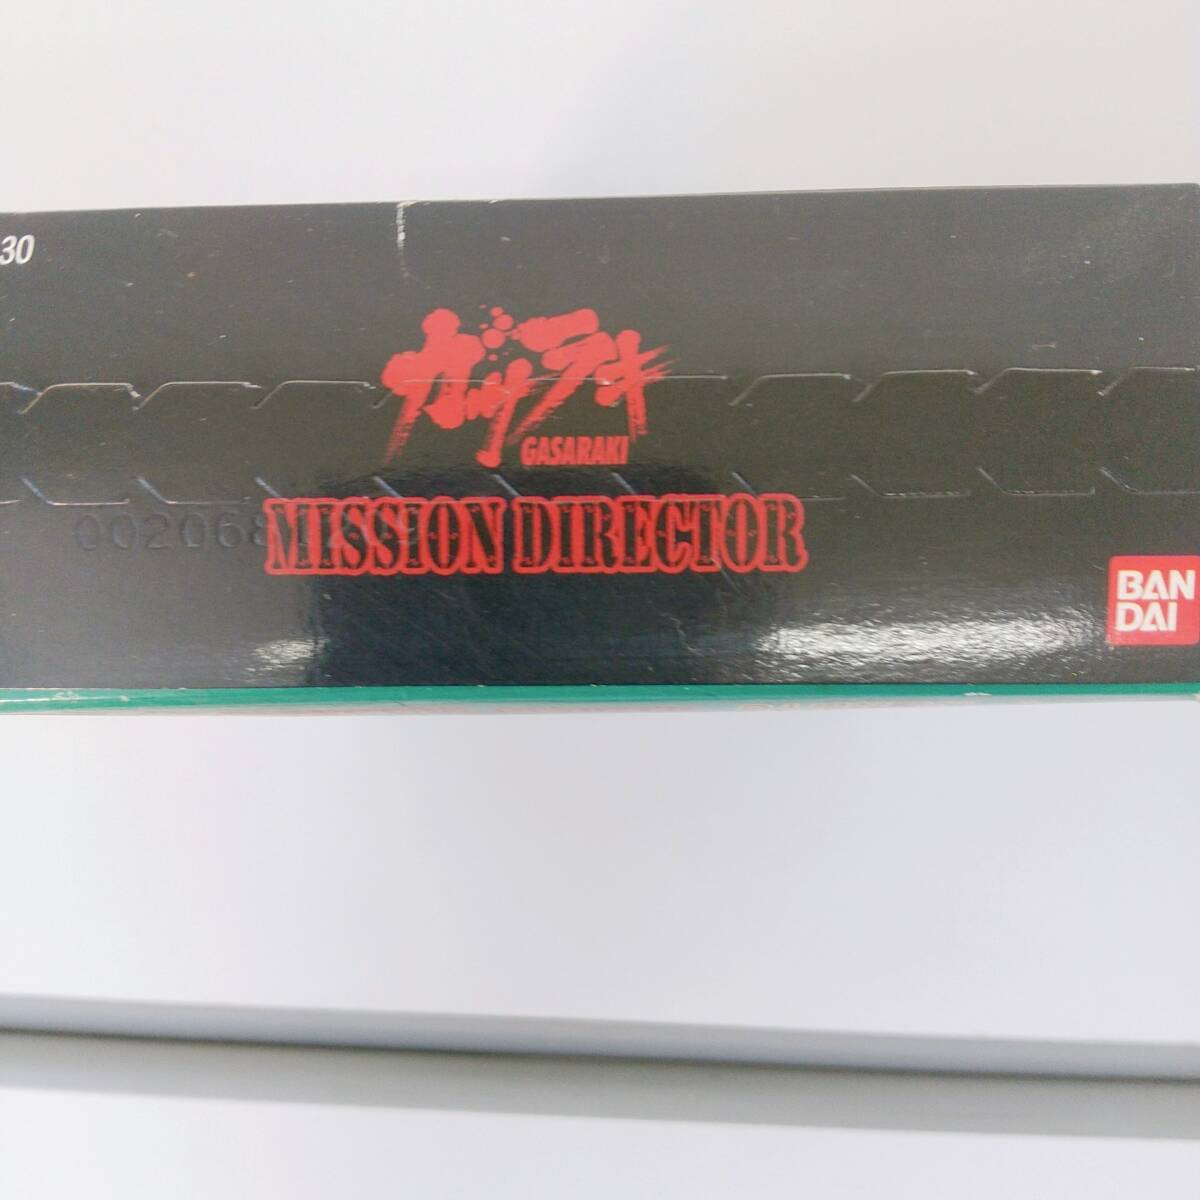 30
ガサラキ
GASARAKI
MISSION DIRECTOR
BAN
DAI